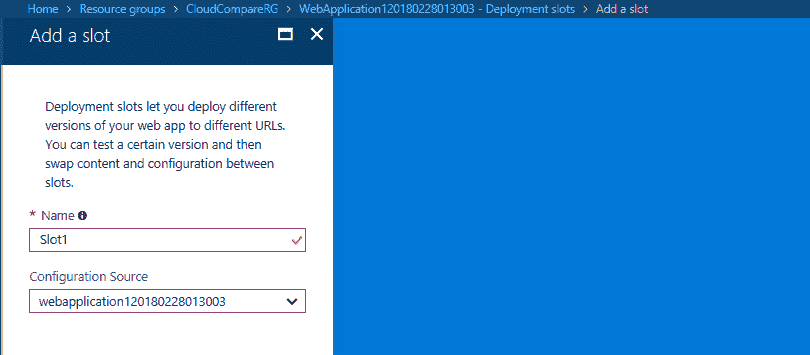 Home > Resource groups > CloudCompareRG > WebApplication120180228013003 - Deployment slots > Add a slot
Add a slot
Deployment slots let you deploy different
versions of your web app to different URLs.
You can test a certain version and then
swap content and configuration between
slots.
* Name
Slot1
Configuration Source
webapplication120180228013003